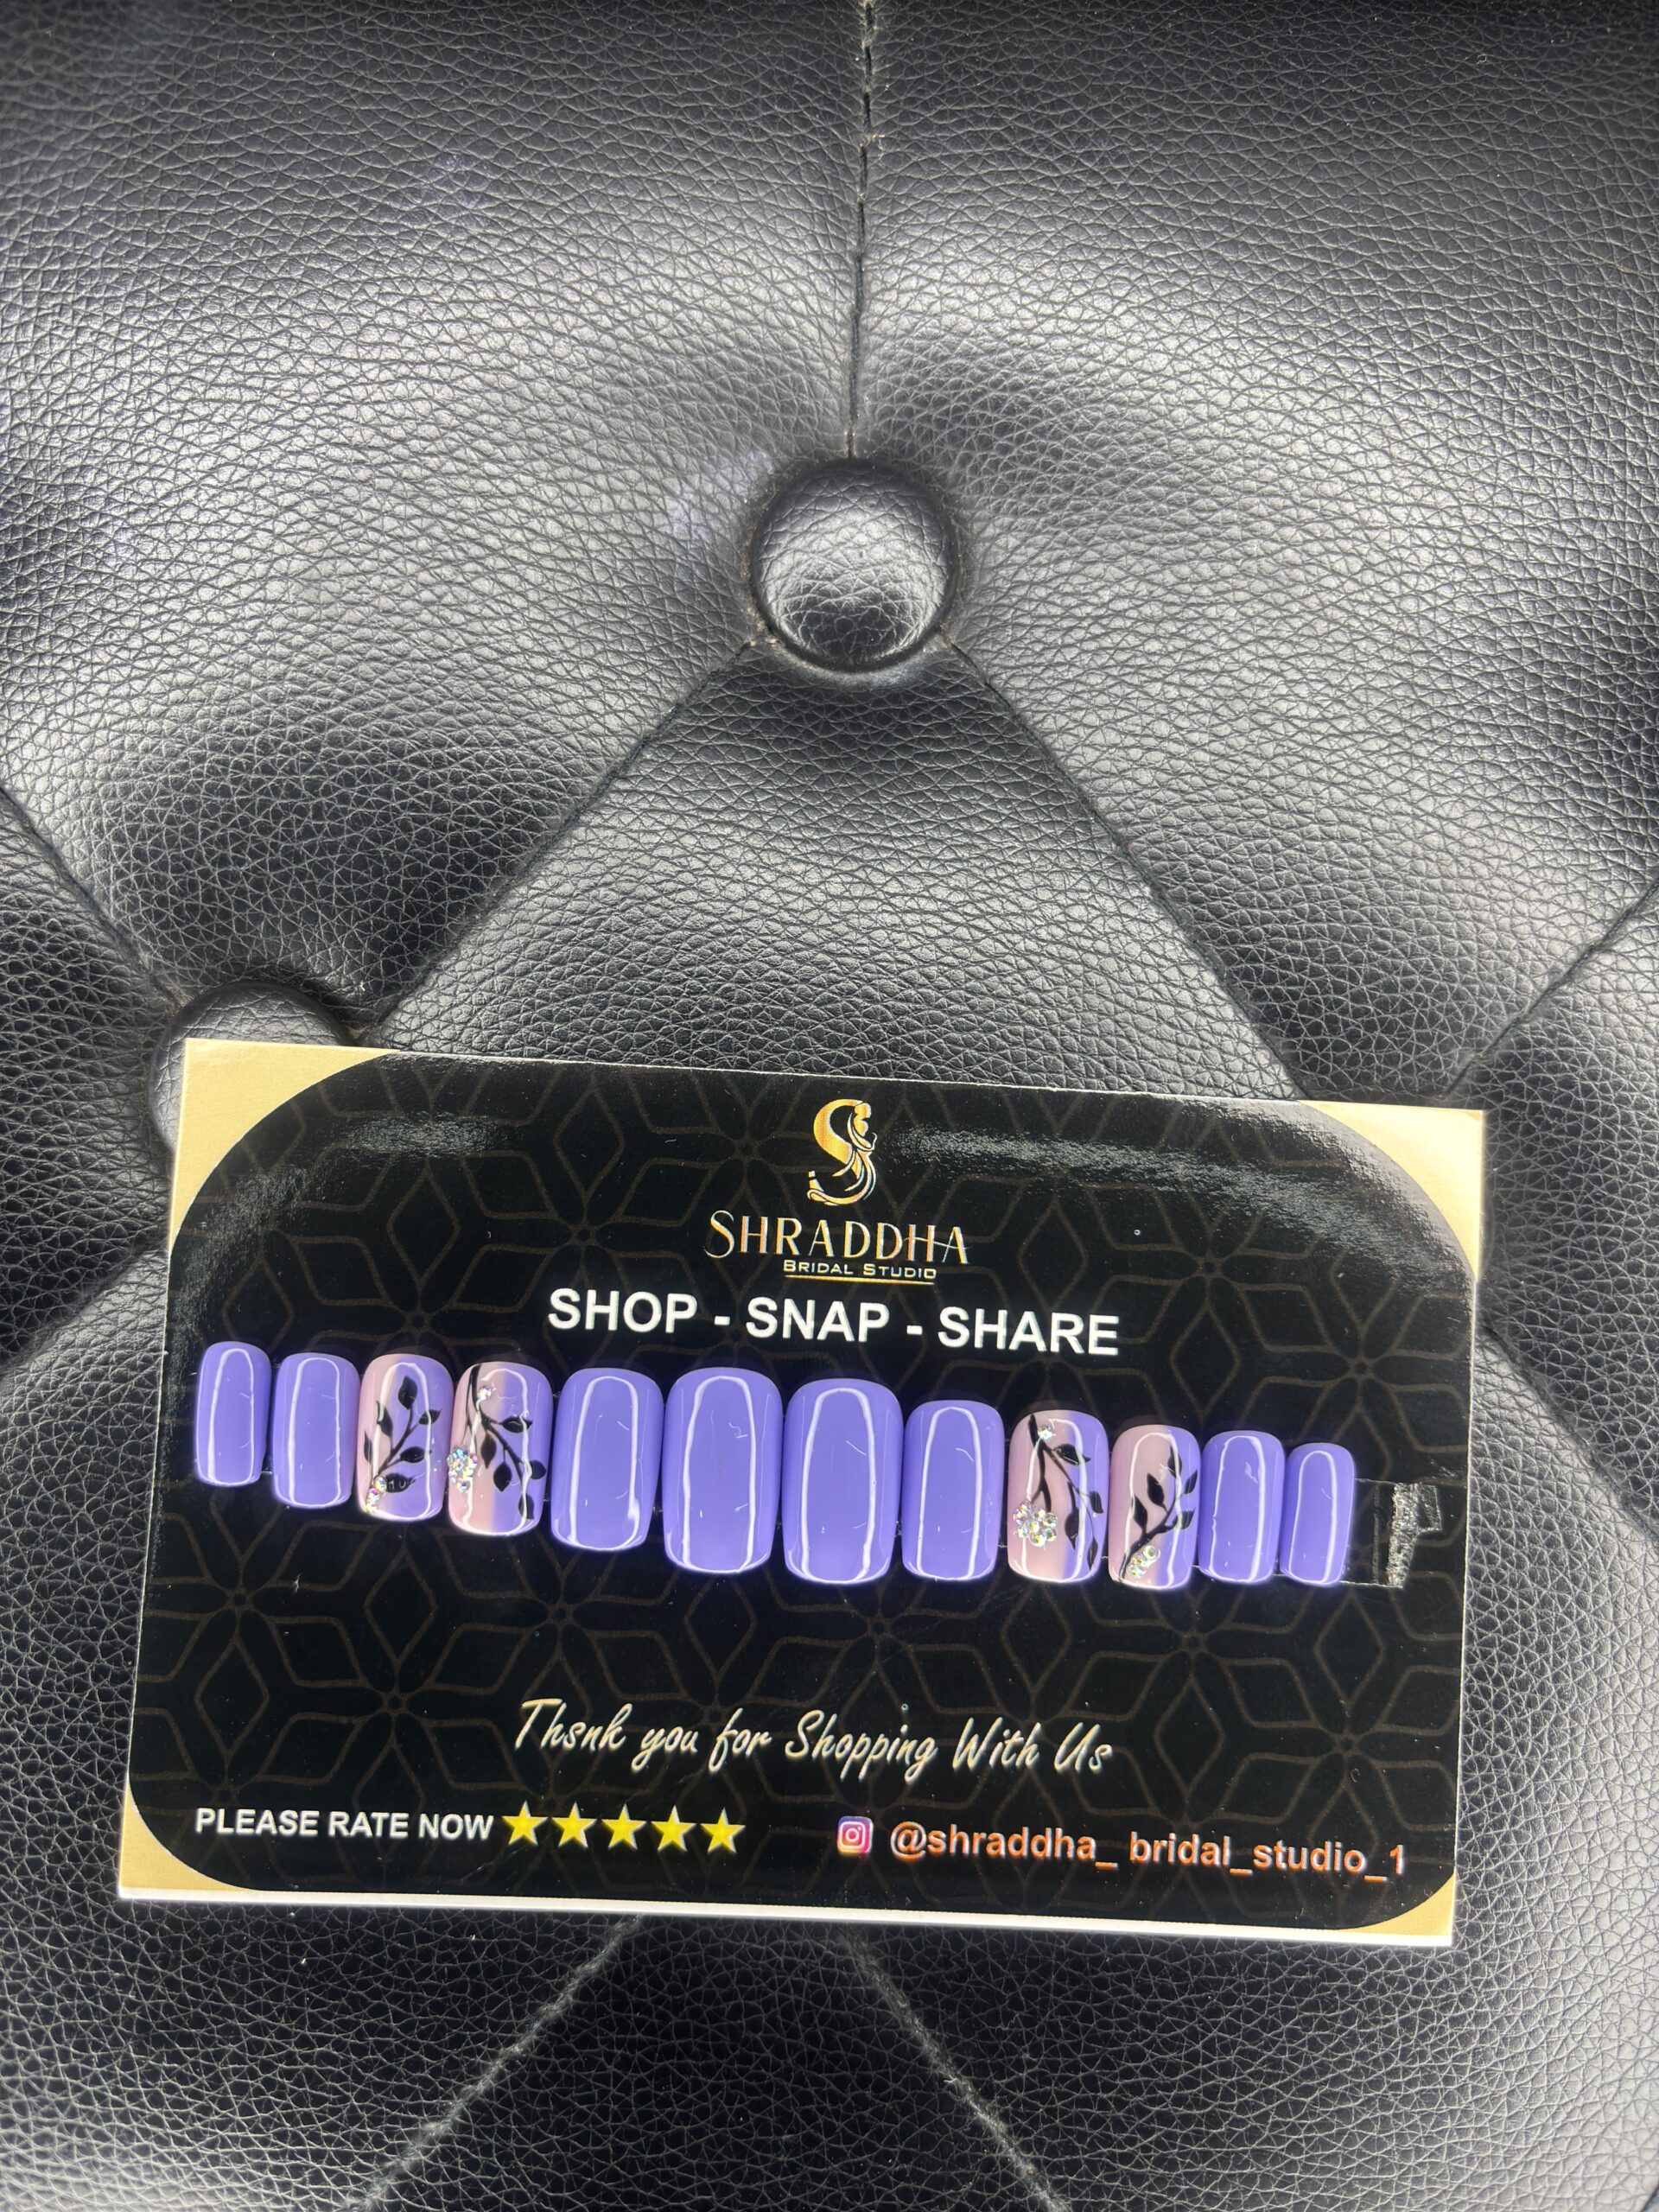 SHRADDHA
BRIDAL STUDIO
SHOP - SNAP - SHARE
Thsnk you for Shopping With Us
PLEASE RATE NOW
@shraddha_ bridal_studio_1